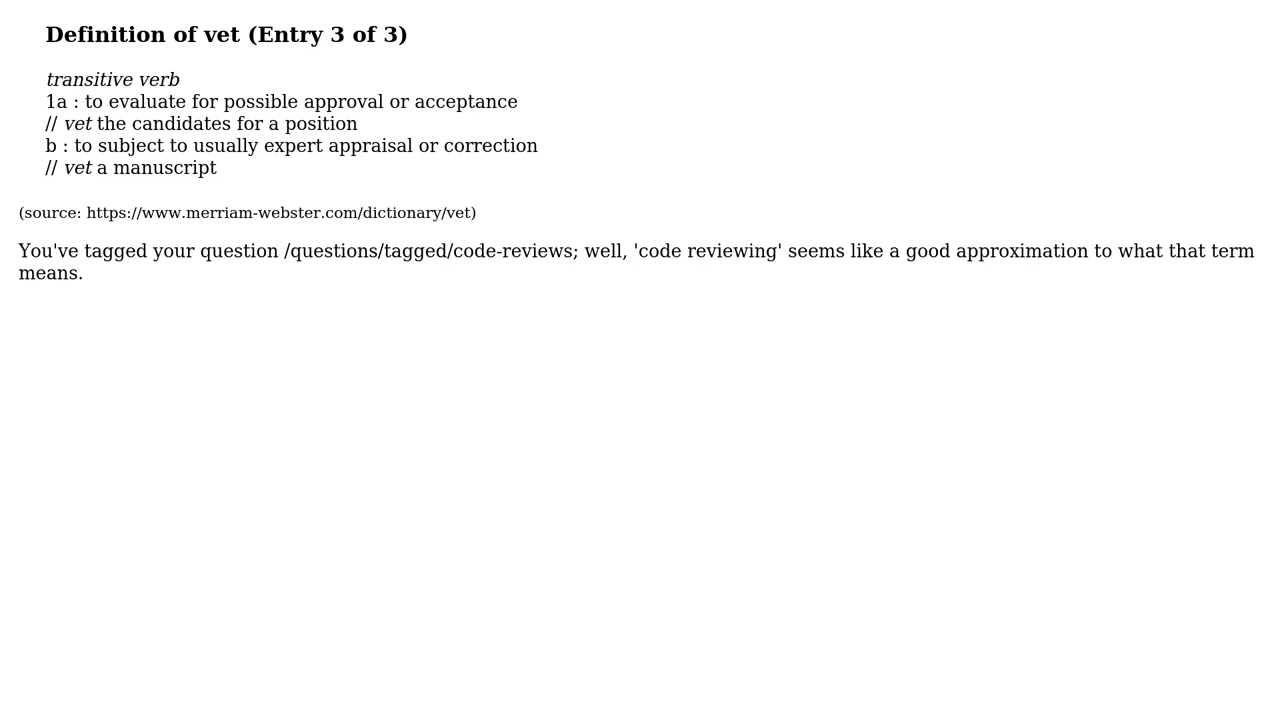 Definition of vet (Entry 3 of 3)
transitive verb
1a : to evaluate for possible approval or acceptance
// vet the candidates for a position
b : to subject to usually expert appraisal or correction
// vet a manuscript
(source: https://www.merriam-webster.com/dictionary/vet)
You've tagged your question /questions/tagged/code-reviews; well, 'code reviewing' seems like a good approximation to what that term
means.